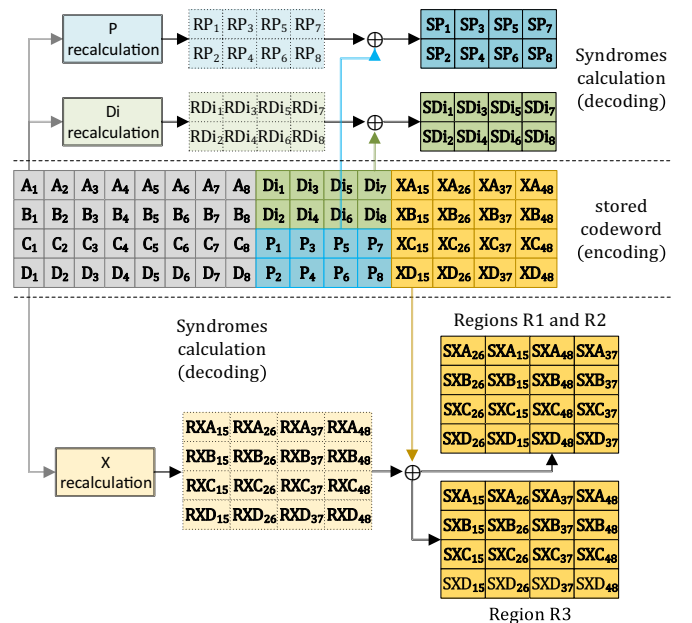 P recalculation
RP₁ RP₃ RP₅ RP₇
RP₂ RP₄ RP₆ RP₈
SP₁ SP₃ SP₅ SP₇
SP₂ SP₄ SP₆ SP₈
Syndromes
calculation
(decoding)
Di
recalculation
RDi₁ RDi₃ RDi₅ RDi₇
RDi₂ RDi₄ RDi₆ RDi₈
SDi₁ SDi₃ SDi₅ SDi₇
SDi₂ SDi₄ SDi₆ SDi₈
A₁ A₂ A₃ A₄ A₅ A₆ A₇ A₈ Di₁ Di₃ Di₅ Di₇ XA₁₅ XA₂₆ XA₃₇ XA₄₈
B₁ B₂ B₃ B₄ B₅ B₆ B₇ B₈ Di₂ Di₄ Di₆ Di₈ XB₁₅ XB₂₆ XB₃₇ XB₄₈
C₁ C₂ C₃ C₄ C₅ C₆ C₇ C₈ P₁ P₃ P₅ P₇ XC₁₅ XC₂₆ XC₃₇ XC₄₈
D₁ D₂ D₃ D₄ D₅ D₆ D₇ D₈ P₂ P₄ P₆ P₈ XD₁₅ XD₂₆ XD₃₇ XD₄₈
stored
codeword
(encoding)
Syndromes
calculation
(decoding)
Regions R1 and R2
SXA₂₆ SXA₁₅ SXA₄₈ SXA₃₇
SXB₂₆ SXB₁₅ SXB₄₈ SXB₃₇
SXC₂₆ SXC₁₅ SXC₄₈ SXC₃₇
SXD₂₆ SXD₁₅ SXD₄₈ SXD₃₇
X
recalculation
RXA₁₅ RXA₂₆ RXA₃₇ RXA₄₈
RXB₁₅ RXB₂₆ RXB₃₇ RXB₄₈
RXC₁₅ RXC₂₆ RXC₃₇ RXC₄₈
RXD₁₅ RXD₂₆ RXD₃₇ RXD₄₈
SXA₁₅ SXA₂₆ SXA₃₇ SXA₄₈
SXB₁₅ SXB₂₆ SXB₃₇ SXB₄₈
SXC₁₅ SXC₂₆ SXC₃₇ SXC₄₈
SXD₁₅ SXD₂₆ SXD₃₇ SXD₄₈
Region R3